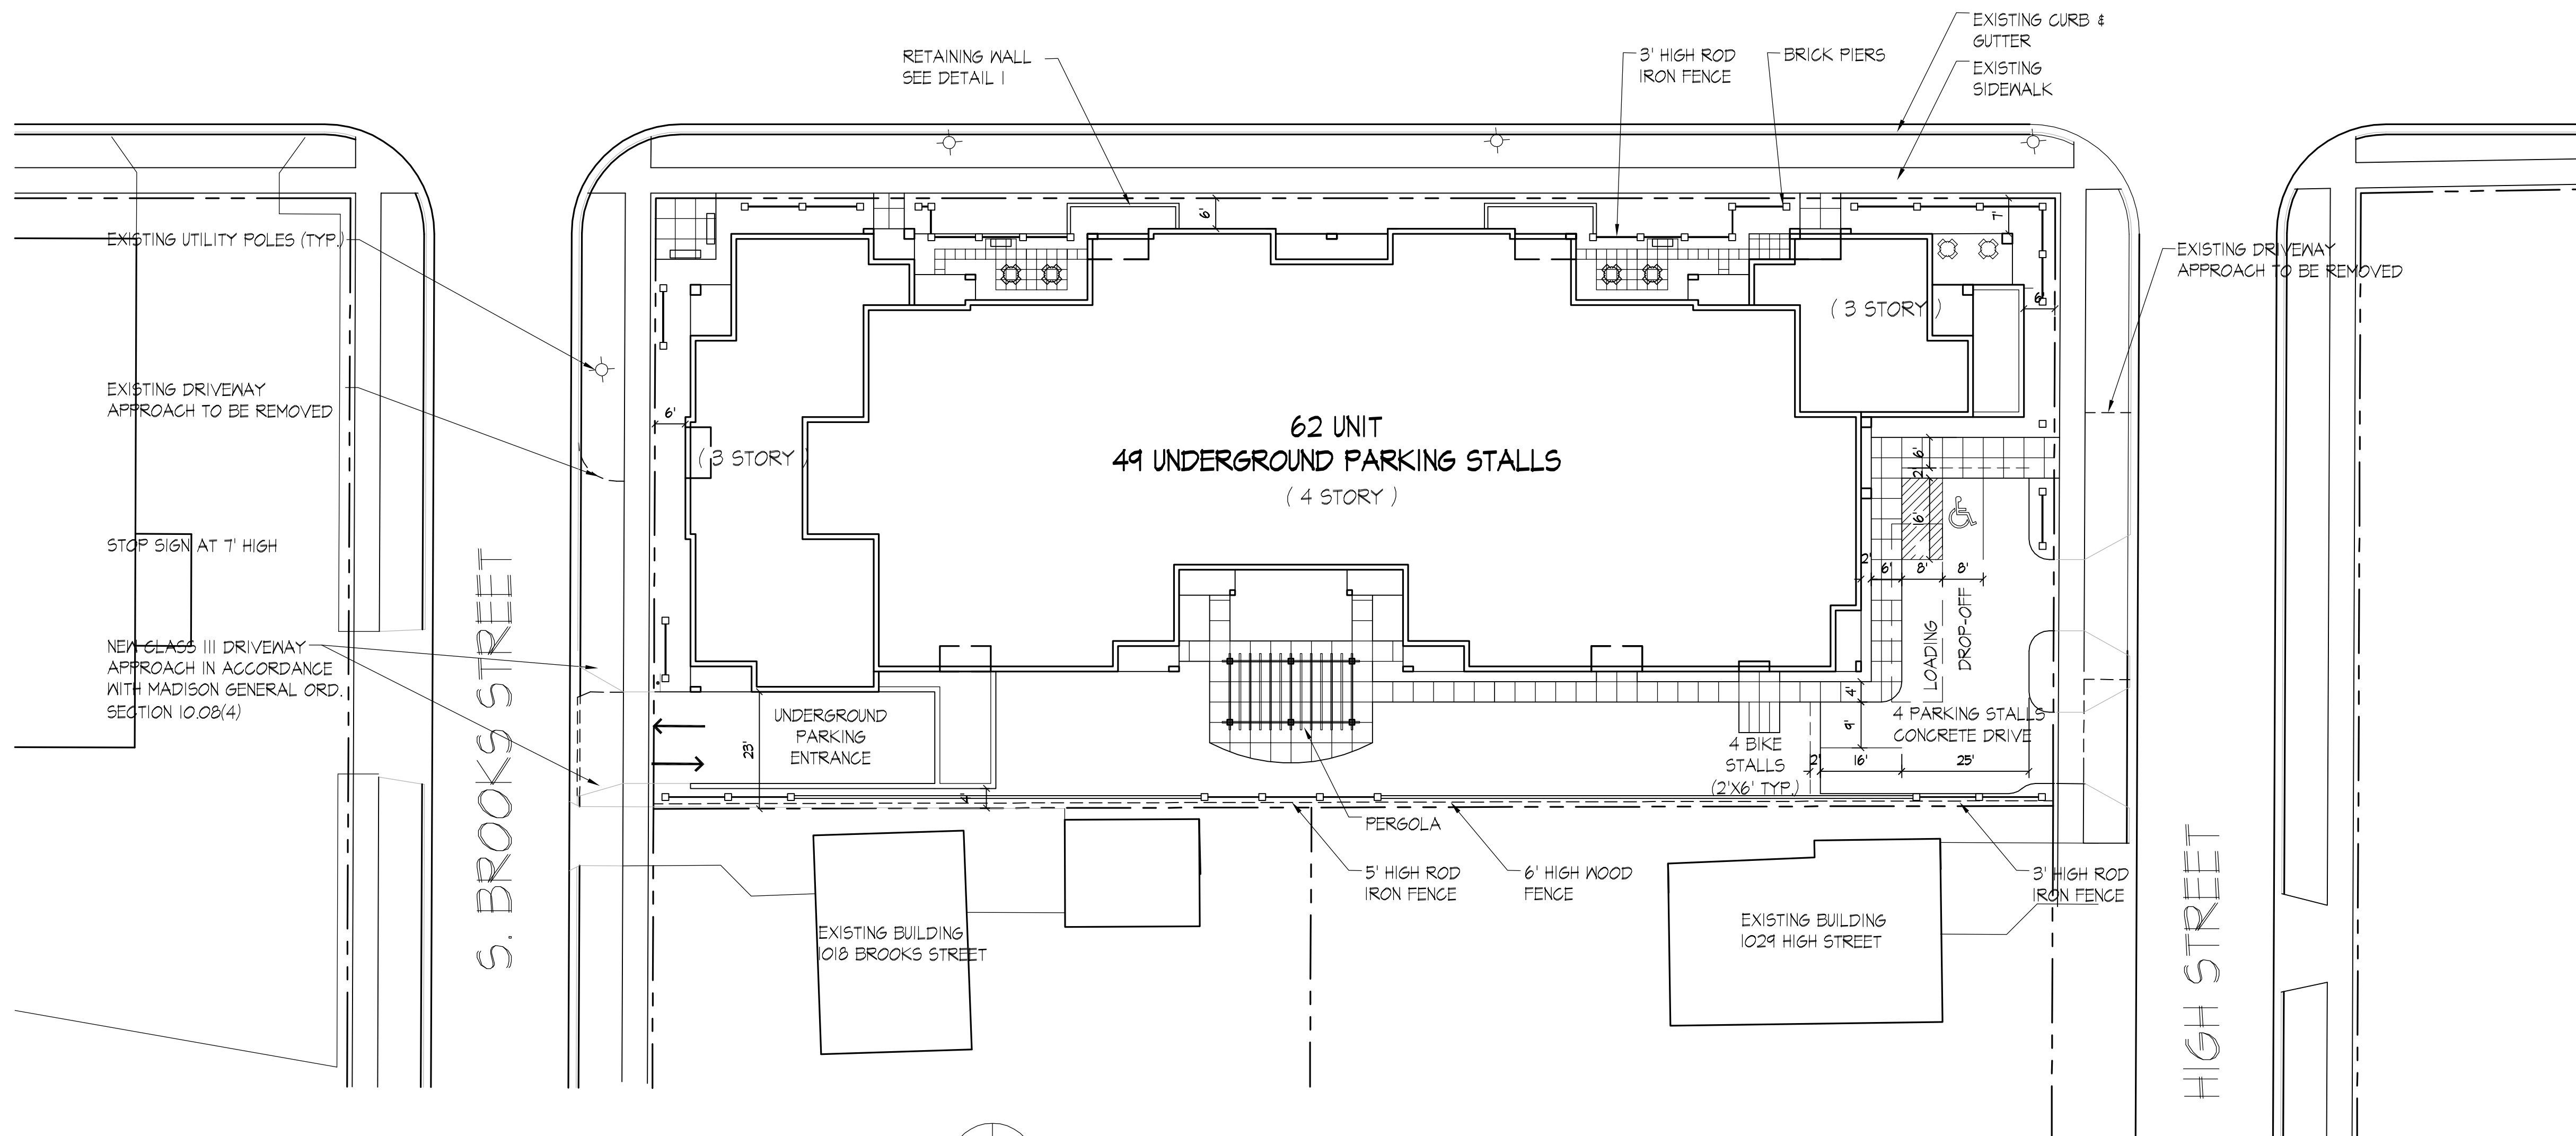 EXISTING CURB &
GUTTER
RETAINING WALL
SEE DETAIL 1
3' HIGH ROD
IRON FENCE
BRICK PIERS
EXISTING
SIDEWALK
6'
7'
EXISTING UTILITY POLES (TYP.)
EXISTING DRIVEWAY
APPROACH TO BE REMOVED
( 3 STORY )
6'
EXISTING DRIVEWAY
APPROACH TO BE REMOVED
6'
62 UNIT
49 UNDERGROUND PARKING STALLS
( 4 STORY )
( 3 STORY )
6'
2'
16'
STOP SIGN AT 7' HIGH
2'
6'
8'
8'
LOADING
DROP-OFF
NEW CLASS III DRIVEWAY
APPROACH IN ACCORDANCE
WITH MADISON GENERAL ORD.
SECTION 10.08(4)
S. BROOKS STREET
UNDERGROUND
PARKING
ENTRANCE
23'
4'
4'
9'
4 PARKING STALLS
CONCRETE DRIVE
4 BIKE
STALLS
(2'X6' TYP.)
2'
16'
25'
PERGOLA
5' HIGH ROD
IRON FENCE
6' HIGH WOOD
FENCE
3' HIGH ROD
IRON FENCE
EXISTING BUILDING
1018 BROOKS STREET
EXISTING BUILDING
1029 HIGH STREET
HIGH STREET